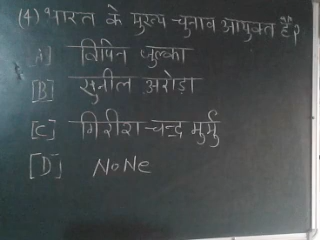 (4) भारत के मुख्य चुनाव आयुक्त हैं?
[A] विपिन जुल्का
[B] सुनील अरोड़ा
[C] गिरीश चन्द्र मुर्मु
[D] NoNe